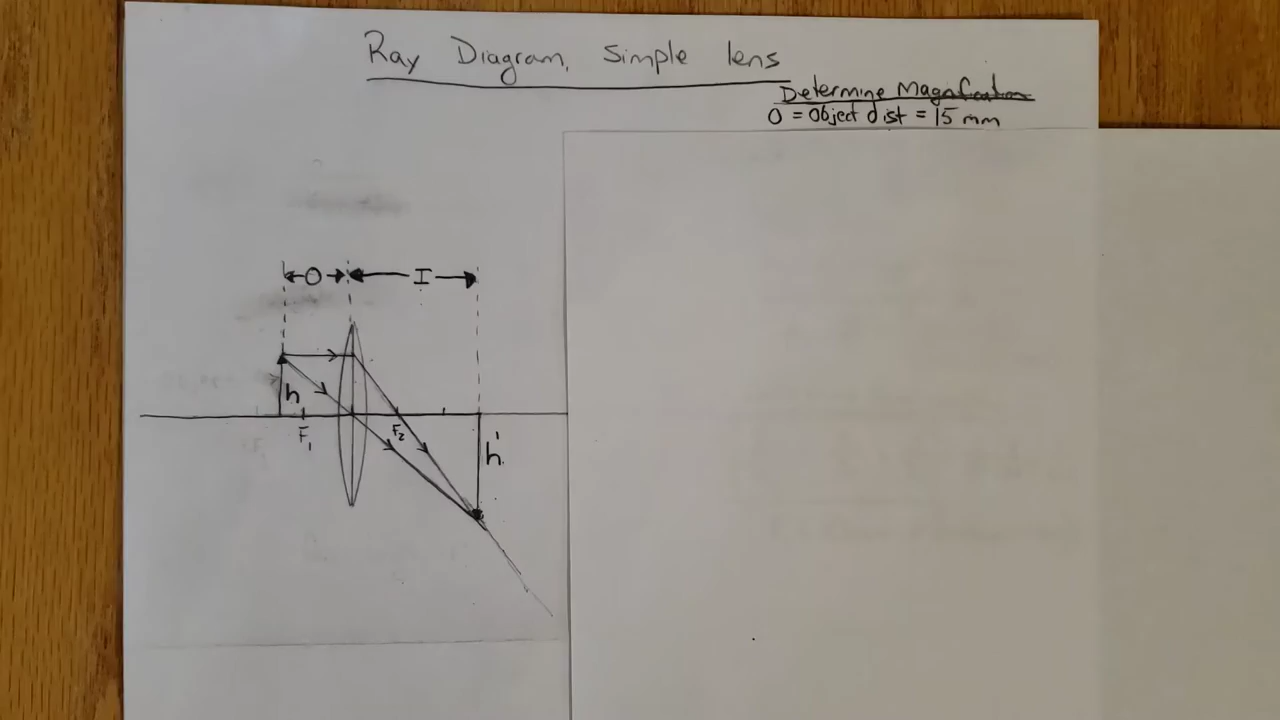 Ray Diagram, Simple lens
Determine Magnification
O = Object dist = 15 mm
O I
h
F1 F2
h'